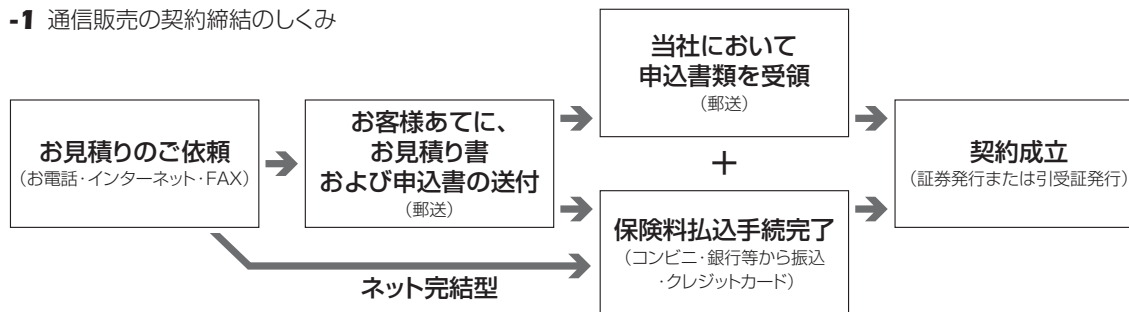 -1 通信販売の契約締結のしくみ
お見積りのご依頼
（お電話・インターネット・FAX）
お客様あてに、
お見積り書
および申込書の送付
（郵送）
当社において
申込書類を受領
（郵送）
＋
保険料払込手続完了
（コンビニ・銀行等から振込
・クレジットカード）
契約成立
（証券発行または引受証発行）
ネット完結型